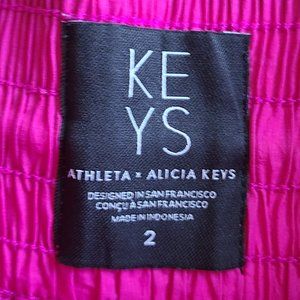 KE
YS
ATHLETA × ALICIA KEYS
DESIGNED IN SAN FRANCISCO
CONÇU À SAN FRANCISCO
MADE IN INDONESIA
2